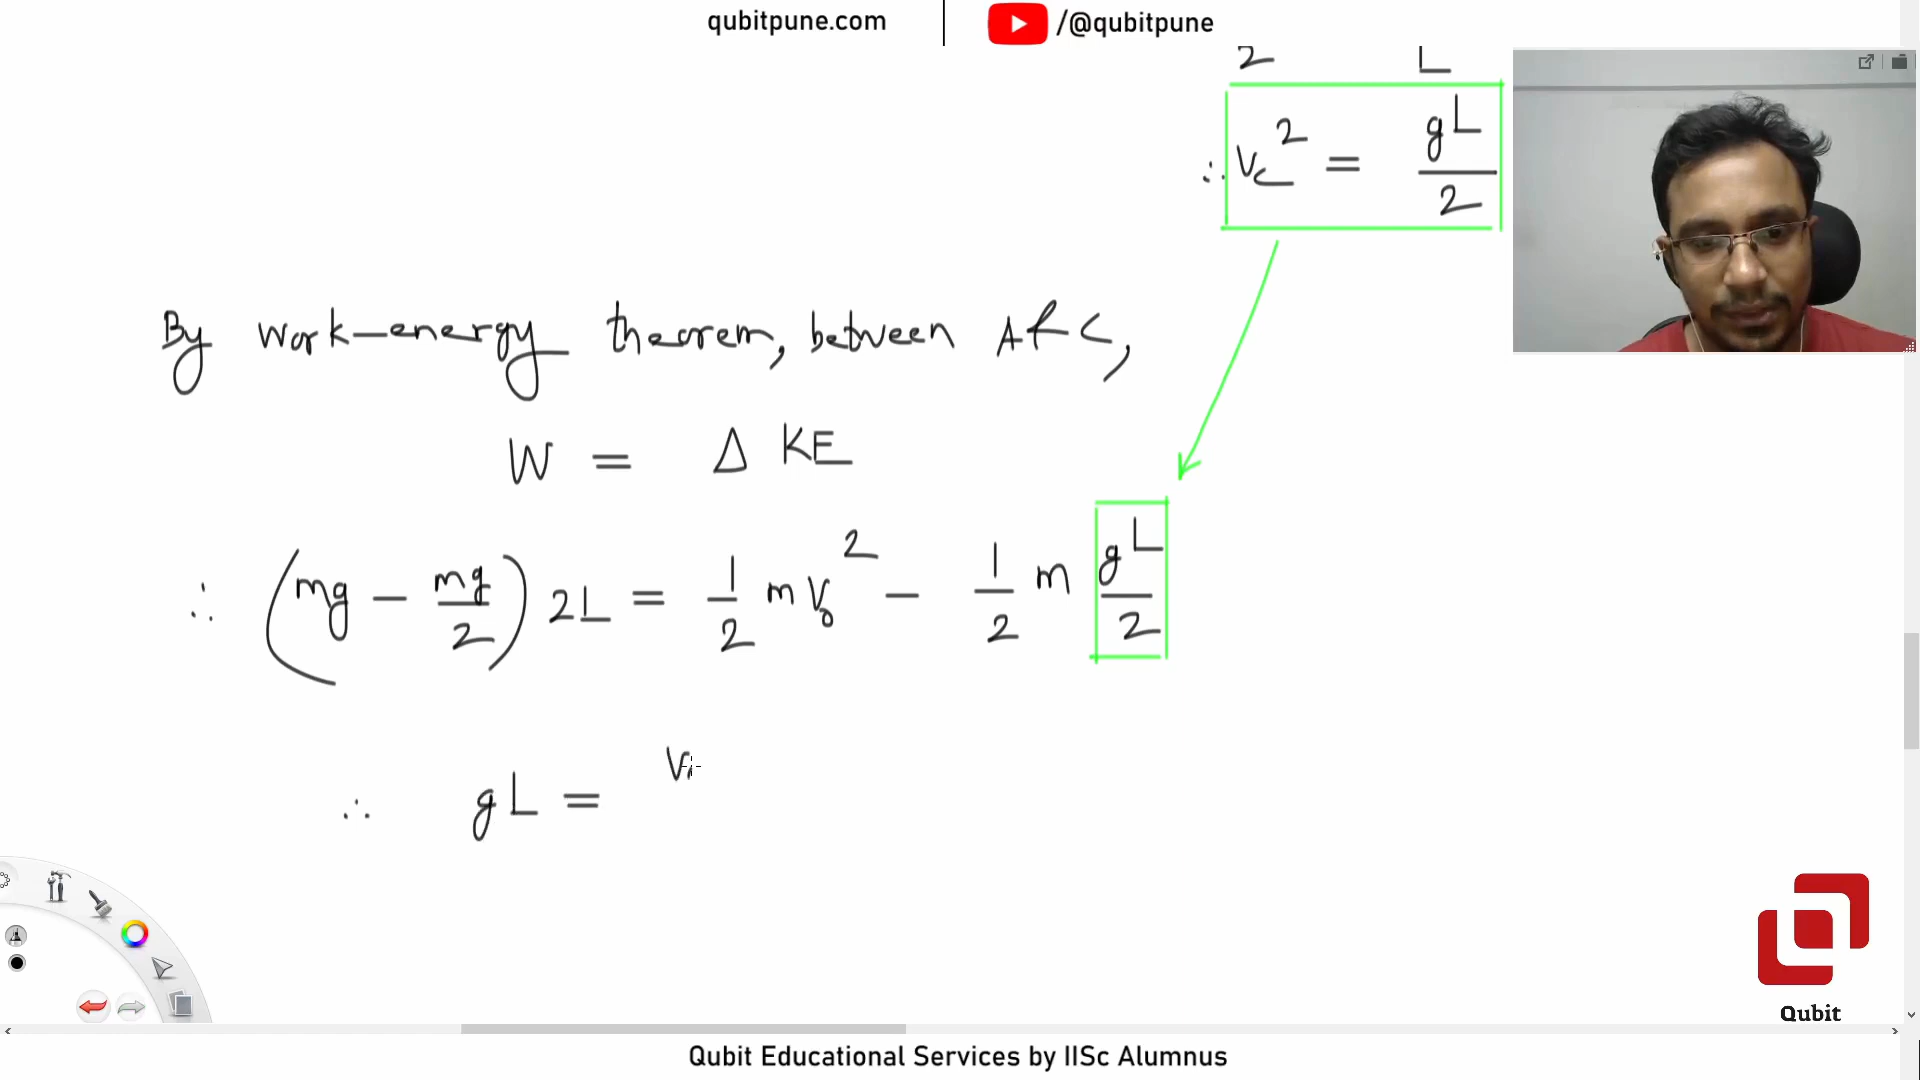 qubitpune.com | /@qubitpune
2 L
∴ v_c² = gL/2
By work-energy theorem, between A & C,
W = Δ KE
∴ (mg − mg/2) 2L = 1/2 m v₀² − 1/2 m gL/2
∴ gL = v
Qubit
Qubit Educational Services by IISc Alumnus